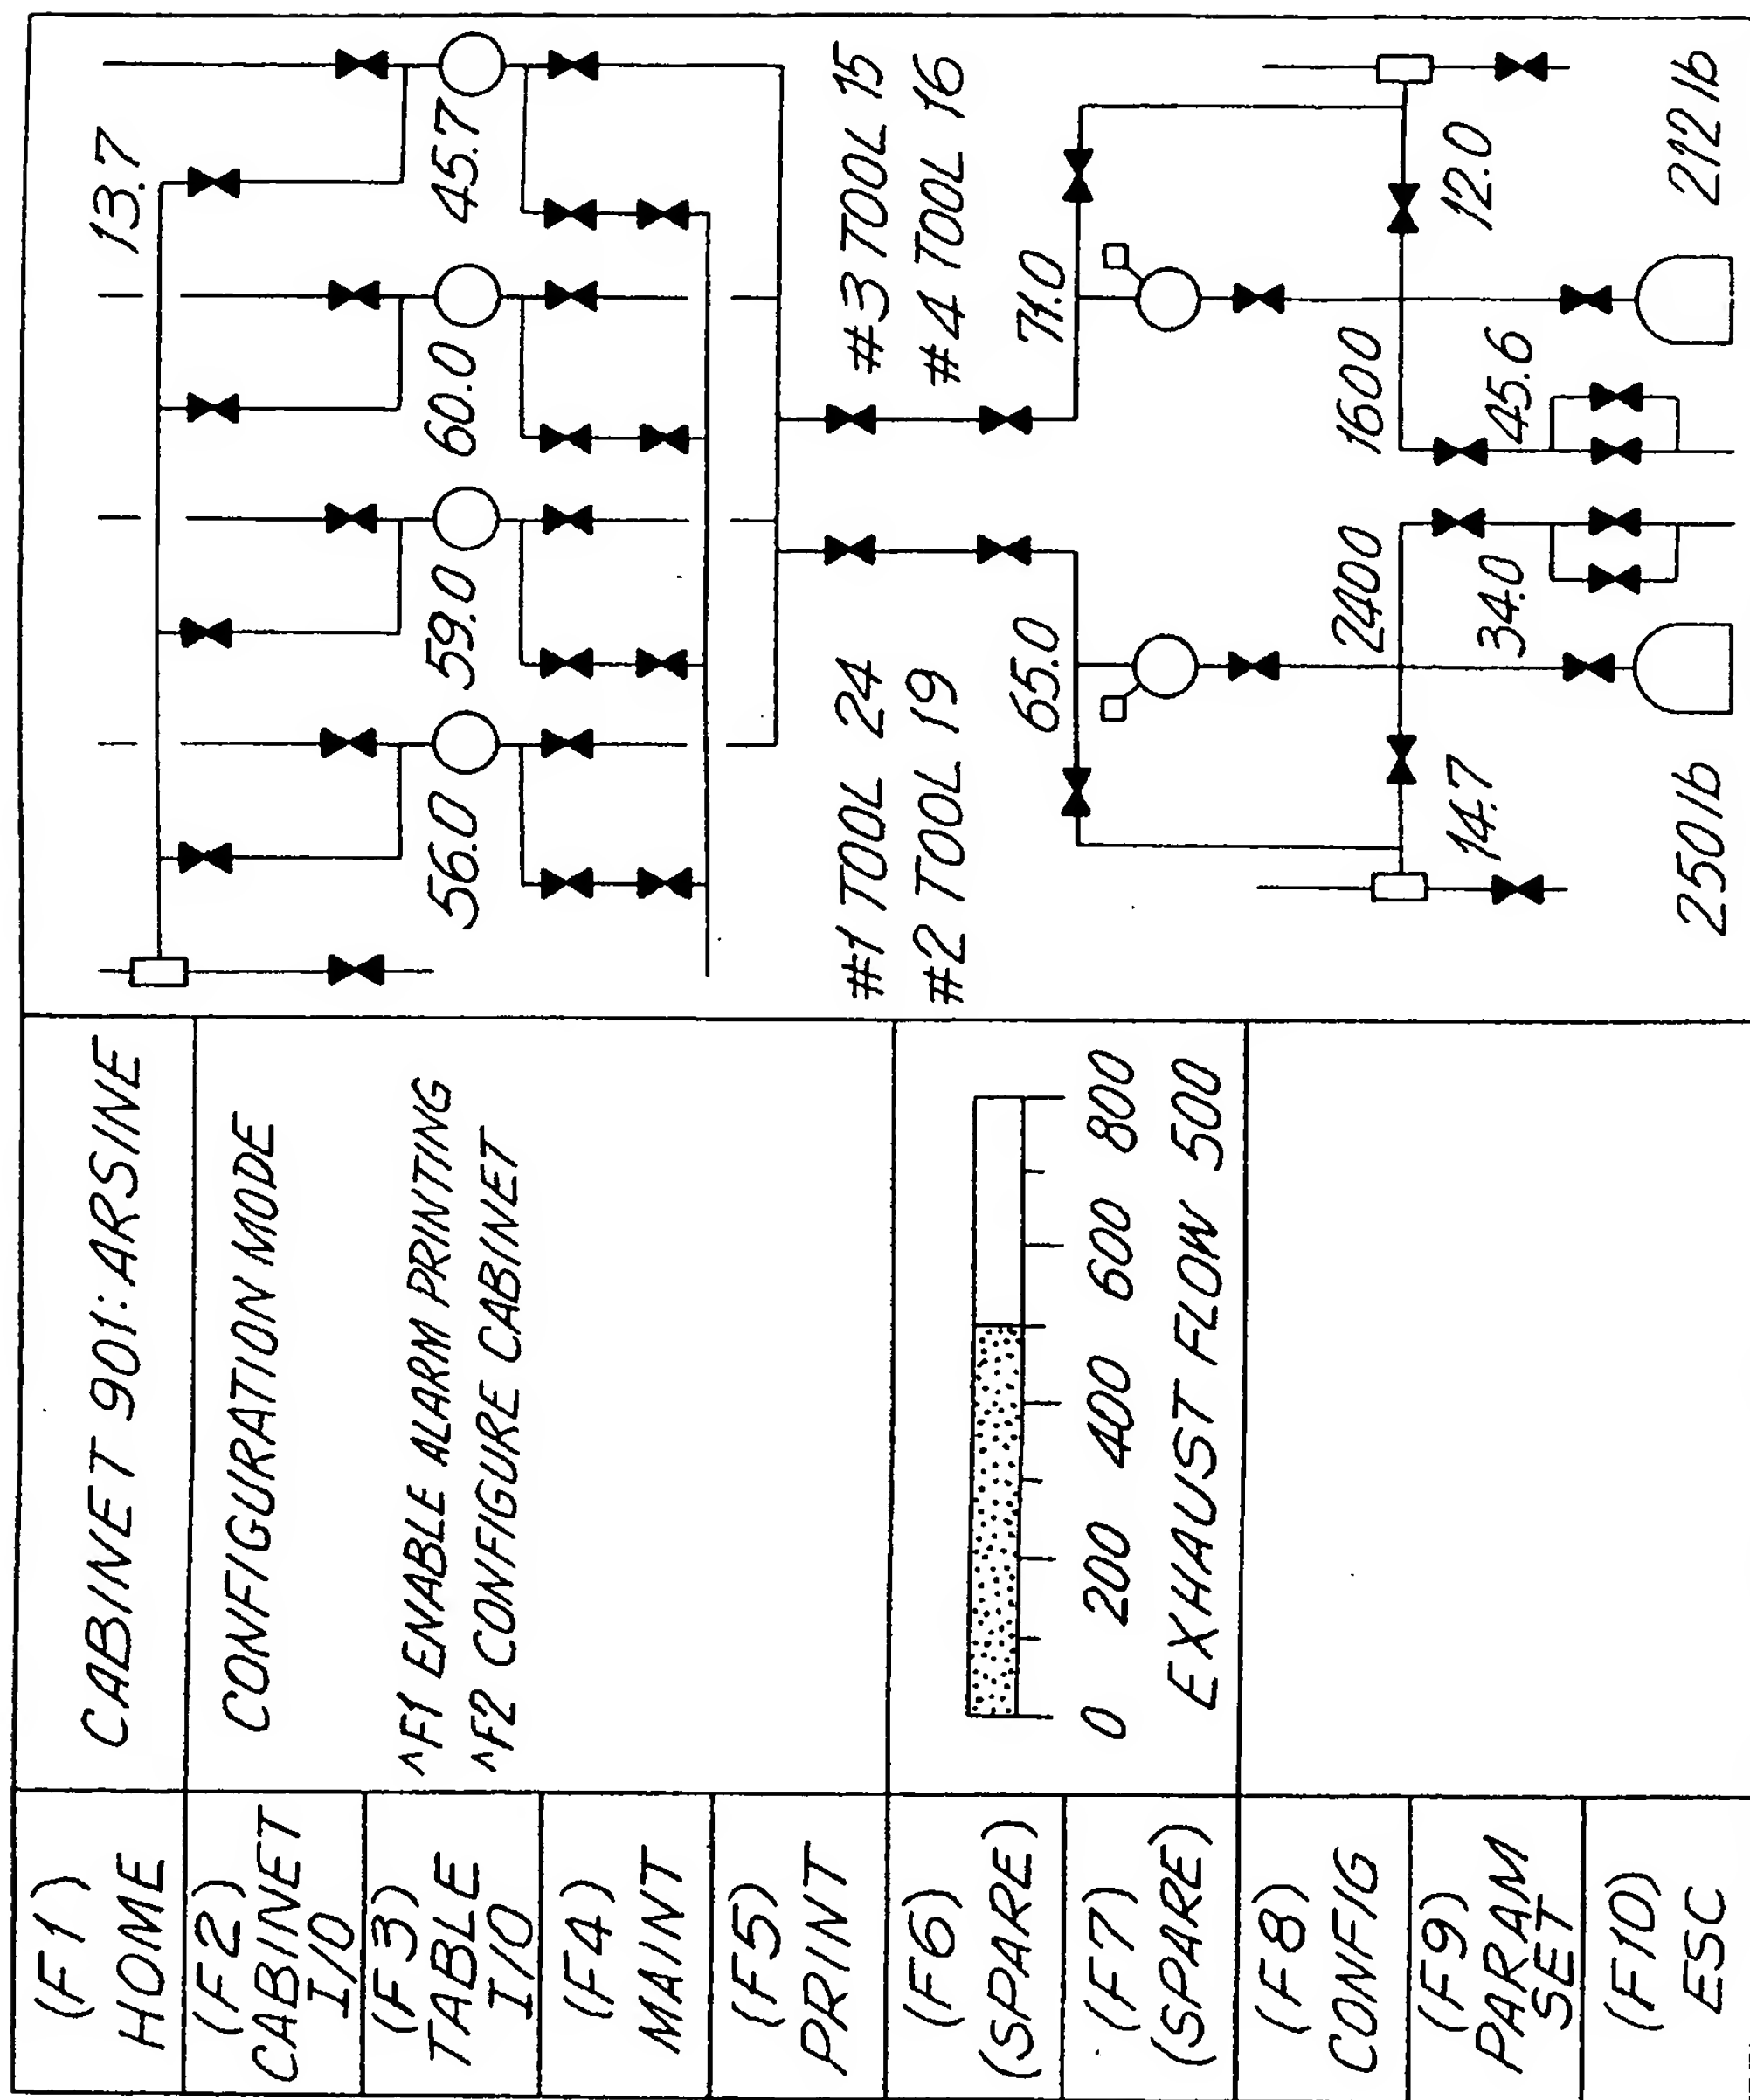 (F1)
HOME
(F2)
CABINET
I/O
(F3)
TABLE
I/O
(F4)
MAINT
(F5)
PRINT
(F6)
(SPARE)
(F7)
(SPARE)
(F8)
CONFIG
(F9)
PARAM
SET
(F10)
ESC
CABINET 901: ARSINE
CONFIGURATION MODE
^F1 ENABLE ALARM PRINTING
^F2 CONFIGURE CABINET
0 200 400 600 800
EXHAUST FLOW 500
13.7
56.0 59.0 60.0 45.7
#1 TOOL 24 #3 TOOL 15
#2 TOOL 19 #4 TOOL 16
65.0 71.0
2400 1600
14.7 34.0 45.6 12.0
250 lb 212 lb